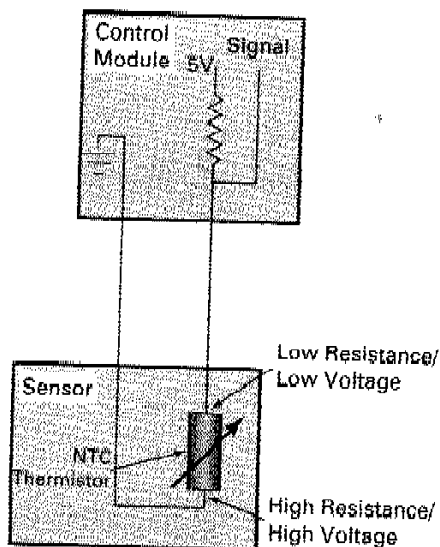 Control
Module
Signal
5V
Low Resistance/
Low Voltage
Sensor
NTC
Thermistor
High Resistance/
High Voltage